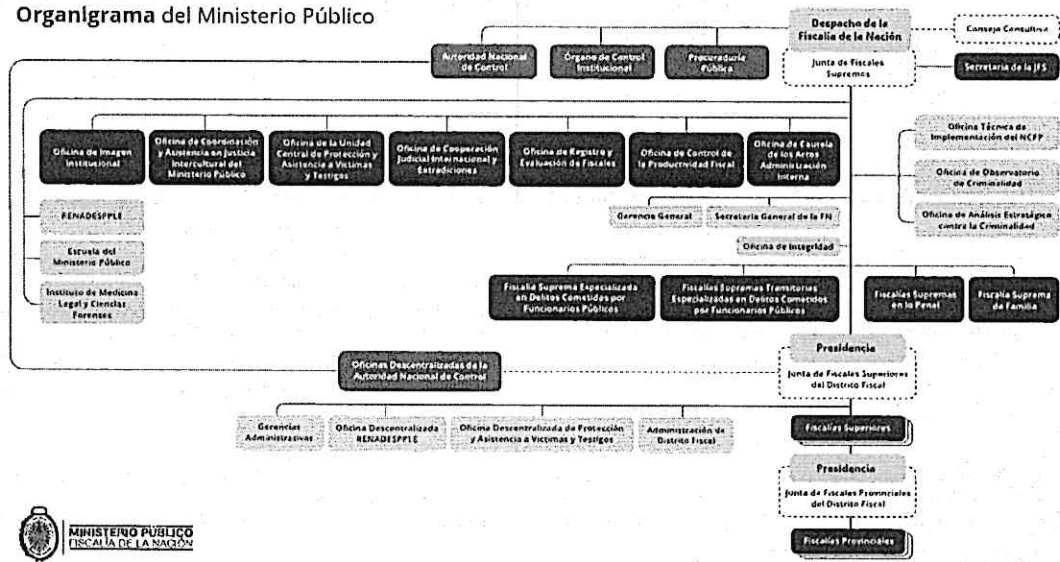 Organigrama del Ministerio Público
Despacho de la
Fiscalía de la Nación
Consejo Consultivo
Autoridad Nacional
de Control
Órgano de Control
Institucional
Procuraduría
Pública
Junta de Fiscales
Supremos
Secretaría de la JFS
Oficina de Imagen
Institucional
Oficina de Coordinación
y Asistencia en Justicia
Intercultural del
Ministerio Público
Oficina de la Unidad
Central de Protección y
Asistencia a Víctimas
y Testigos
Oficina de Cooperación
Judicial Internacional y
Extradiciones
Oficina de Registro y
Evaluación de Fiscales
Oficina de Control de
la Productividad Fiscal
Oficina de Cautela
de los Actos
Administración
Interna
Oficina Técnica de
Implementación del NCPP
Oficina de Observatorio
de Criminalidad
Oficina de Análisis Estratégico
contra la Criminalidad
RENADESPPLE
Escuela del
Ministerio Público
Instituto de Medicina
Legal y Ciencias
Forenses
Gerencia General
Secretaría General de la FN
Oficina de Integridad
Fiscalía Suprema Especializada
en Delitos Cometidos por
Funcionarios Públicos
Fiscalías Supremas Transitorias
Especializadas en Delitos Cometidos
por Funcionarios Públicos
Fiscalías Supremas
en lo Penal
Fiscalía Suprema
de Familia
Oficinas Descentralizadas de la
Autoridad Nacional de Control
Presidencia
Junta de Fiscales Superiores
del Distrito Fiscal
Gerencias
Administrativas
Oficina Descentralizada
RENADESPPLE
Oficina Descentralizada de Protección
y Asistencia a Víctimas y Testigos
Administración de
Distrito Fiscal
Fiscalías Superiores
Presidencia
Junta de Fiscales Provinciales
del Distrito Fiscal
Fiscalías Provinciales
MINISTERIO PÚBLICO
FISCALÍA DE LA NACIÓN